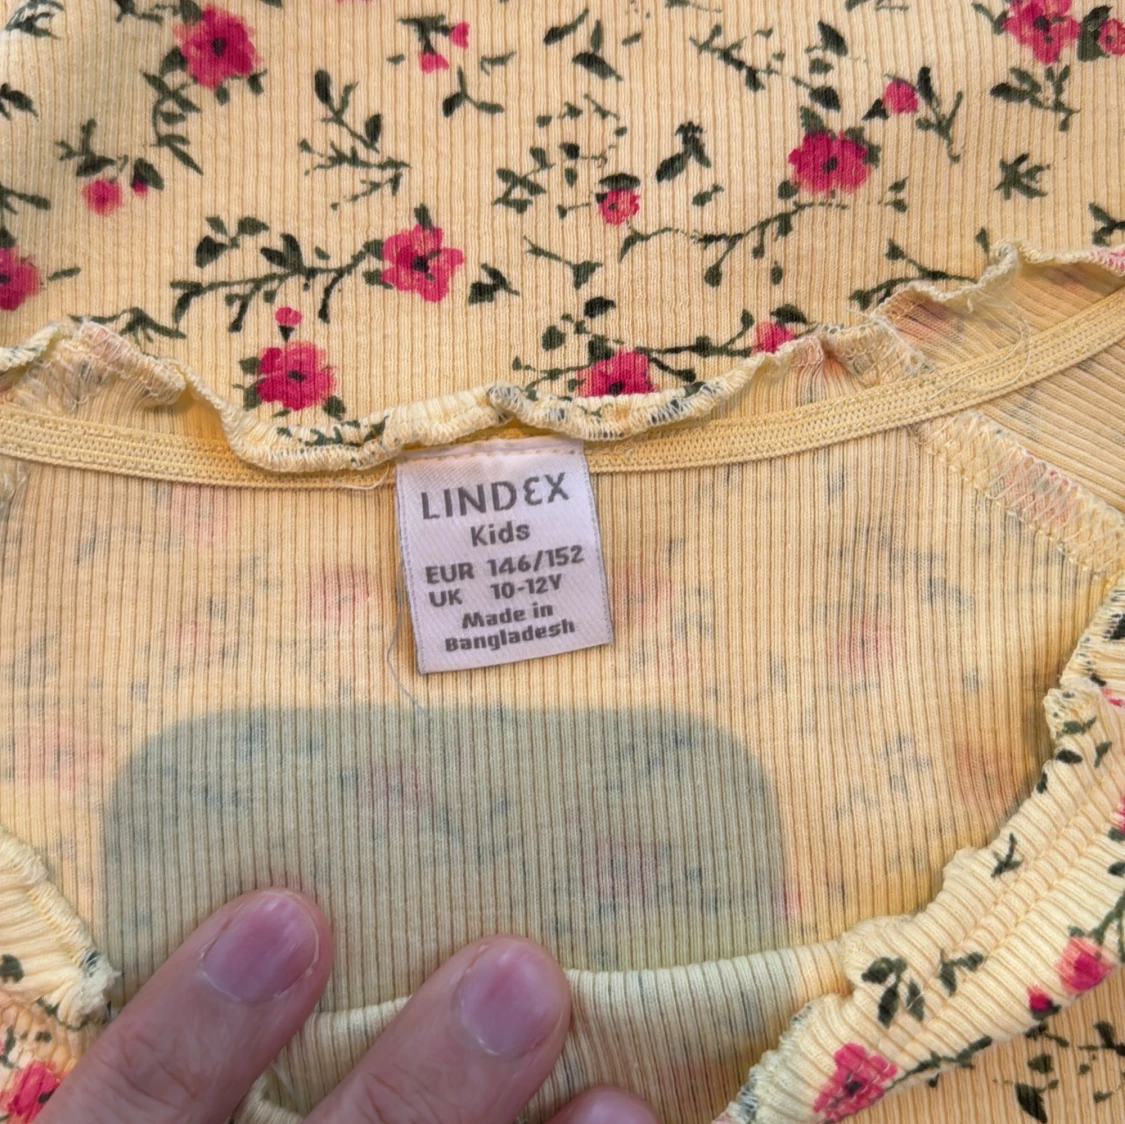 LINDEX
Kids
EUR 146/152
UK 10-12Y
Made in
Bangladesh